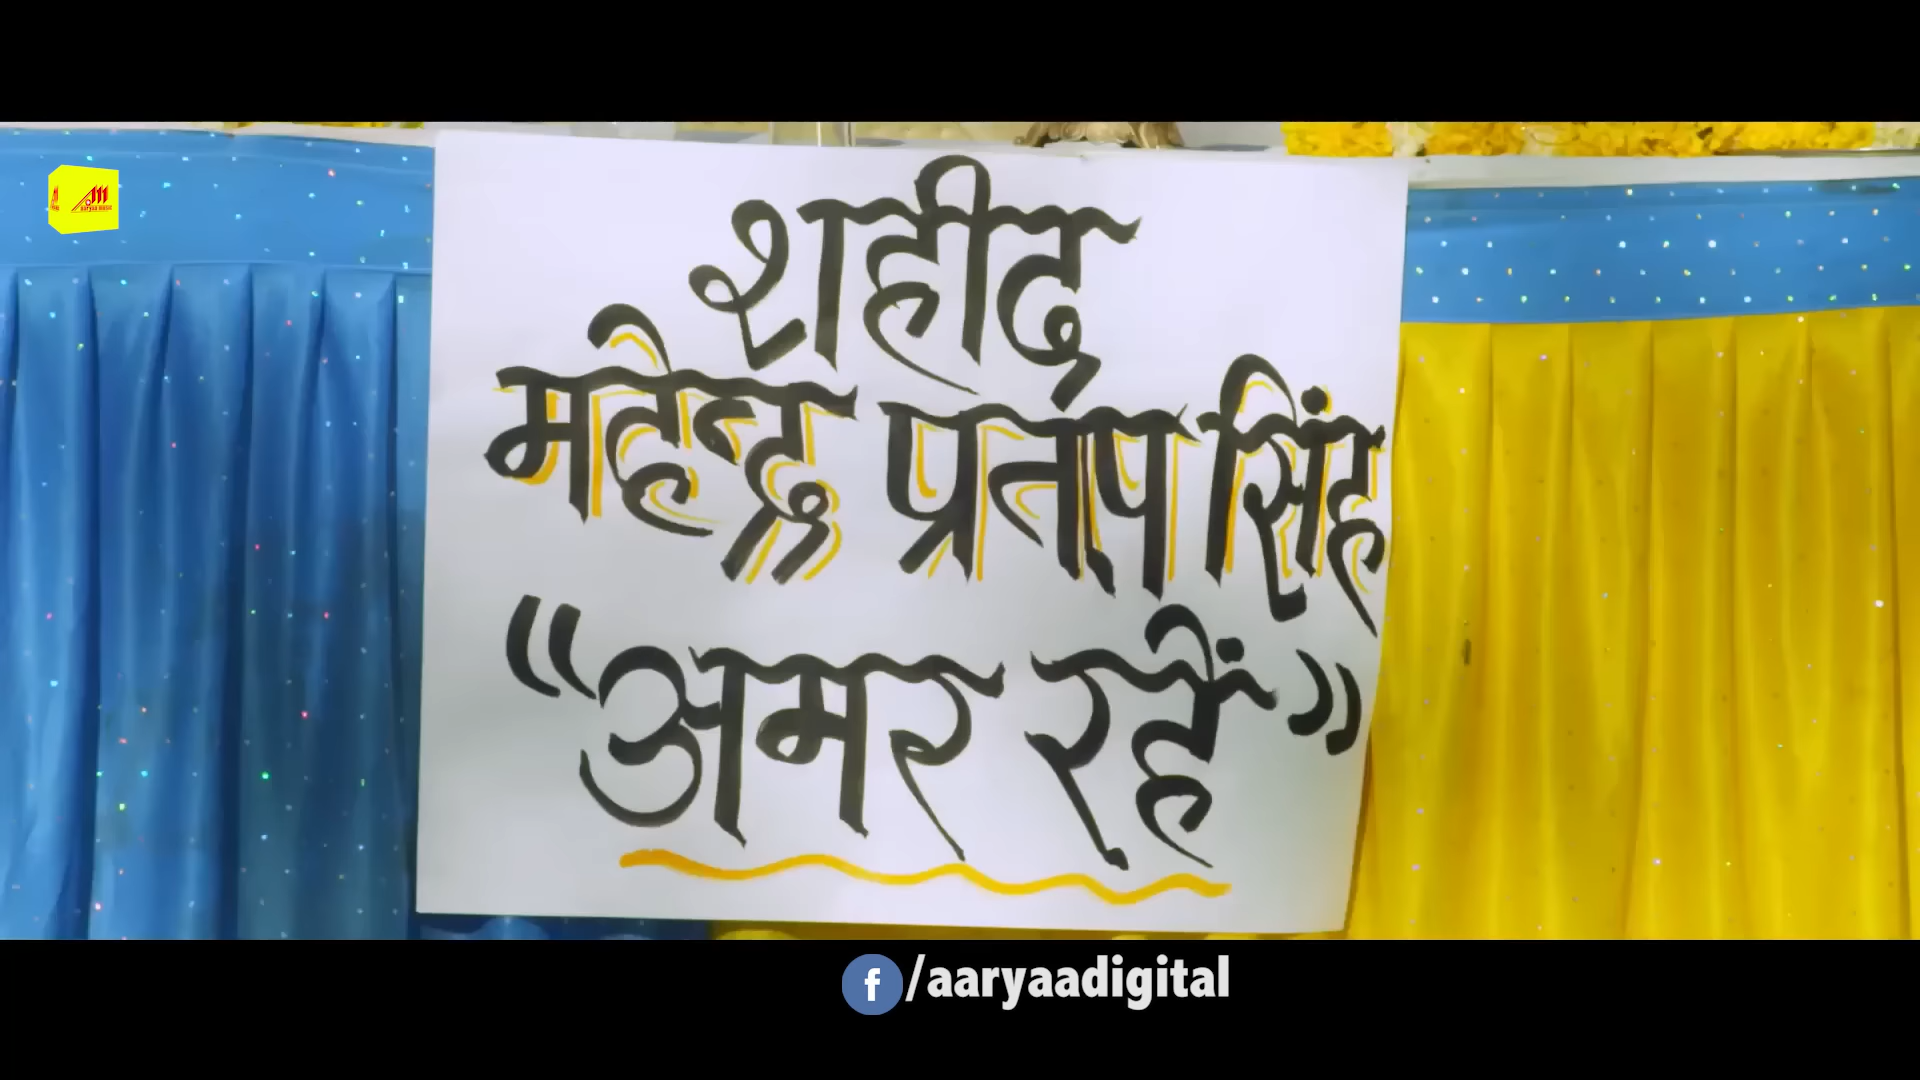 शहीद
महेन्द्र प्रताप सिंह
“अमर रहें”
/aaryaadigital